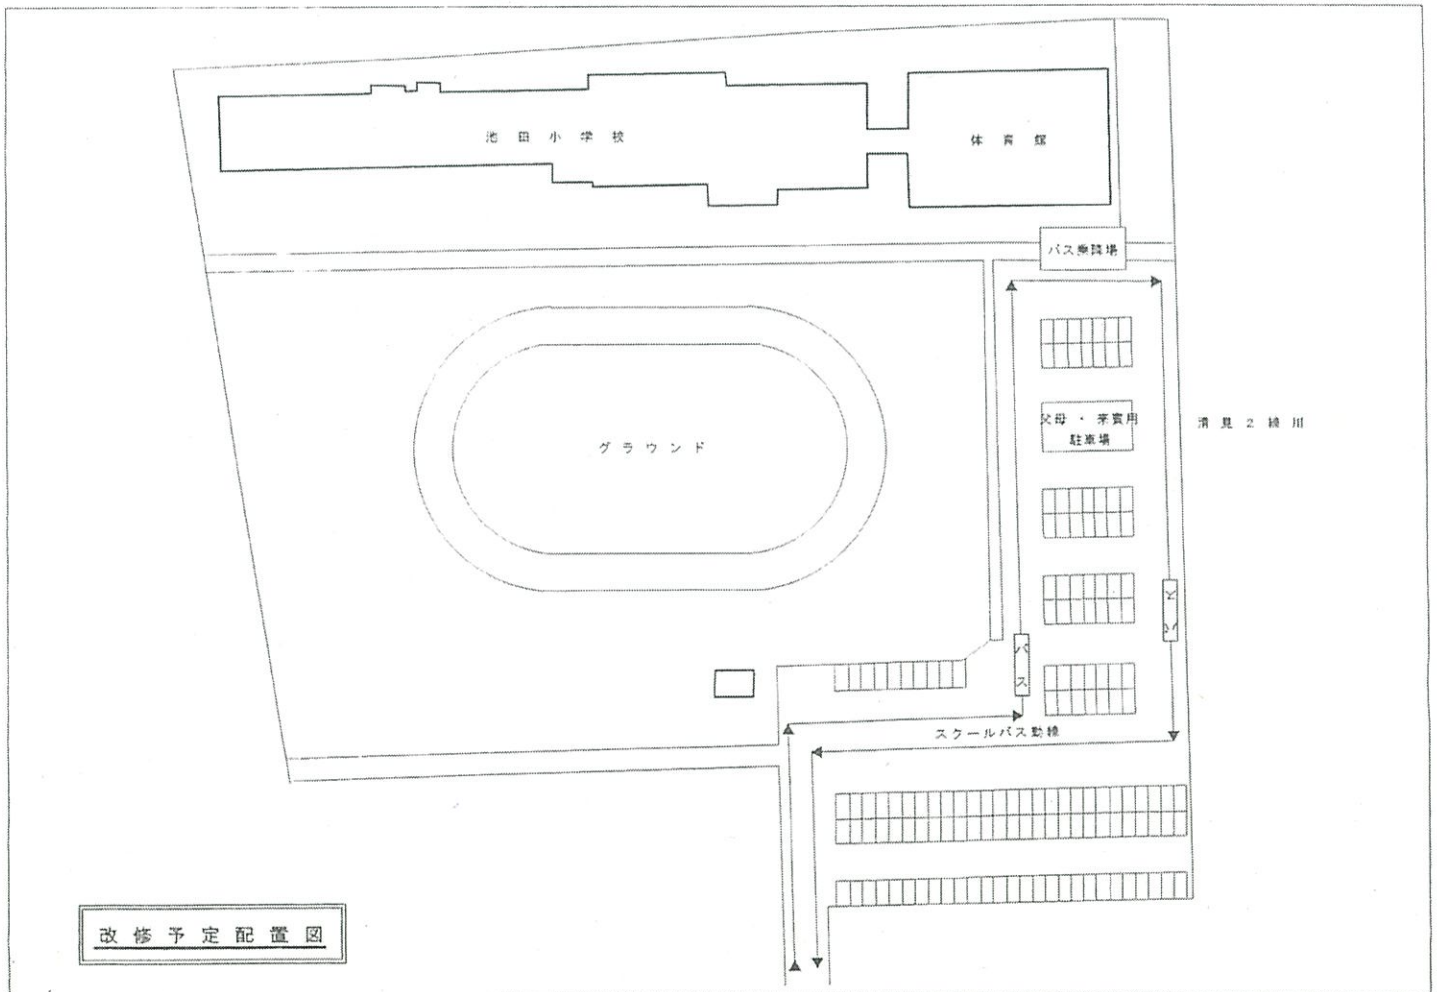 池田小学校
体育館
バス乗降場
父母・来賓用
駐車場
清見2線川
グラウンド
バス
バス
スクールバス動線
改修予定配置図